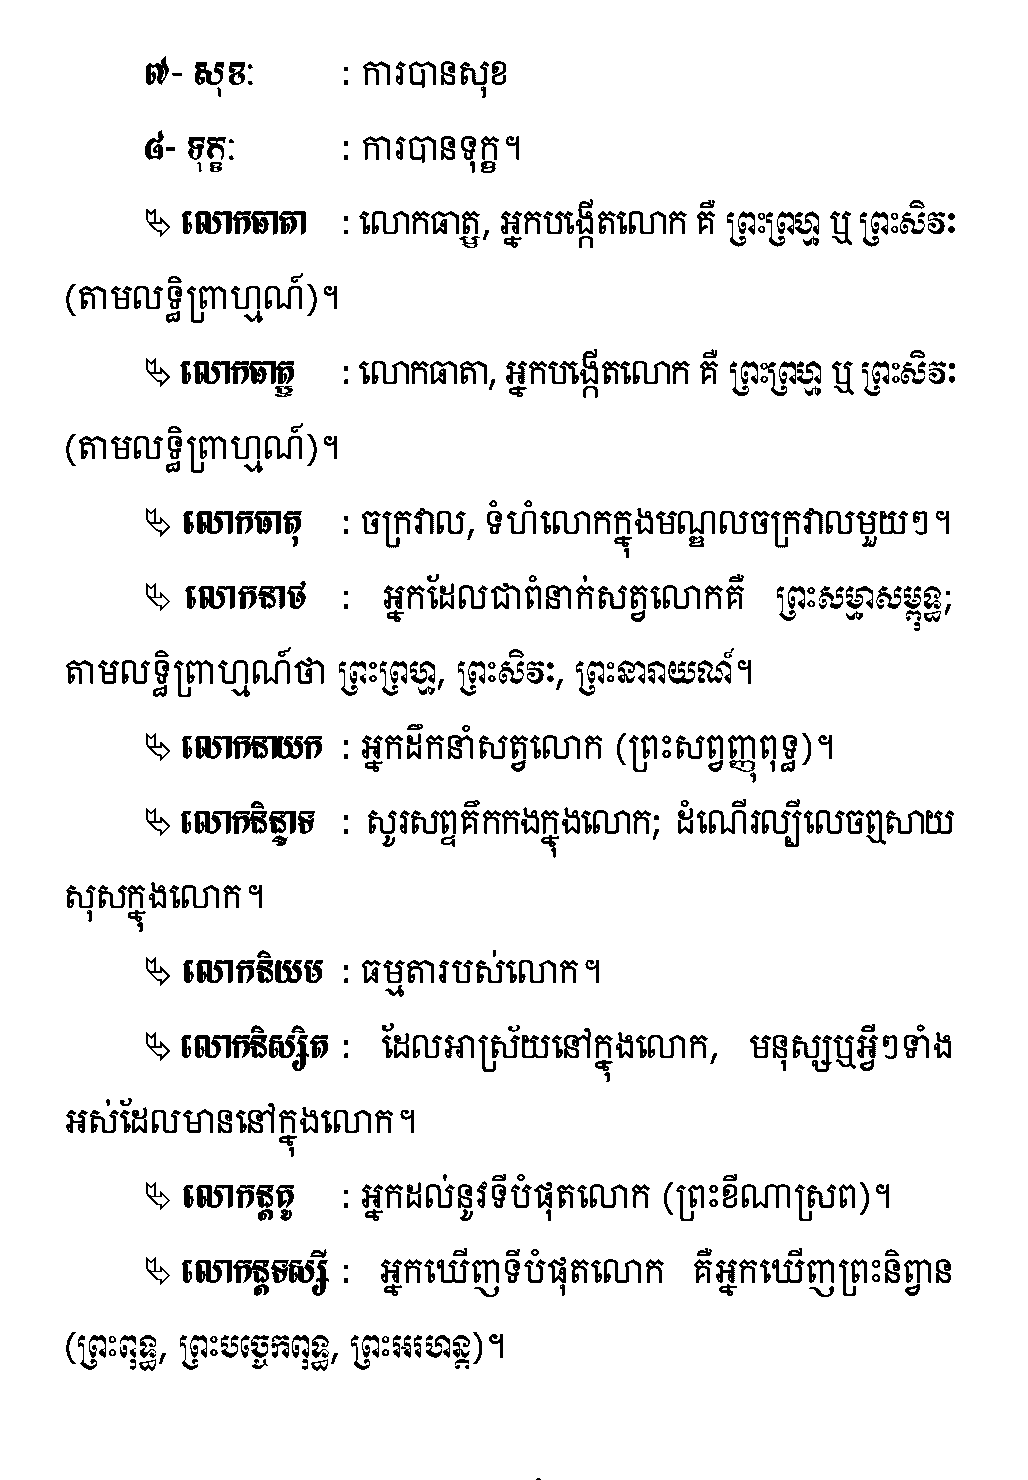 ៧- សុខៈ : ការបានសុខ
៨- ទុក្ខៈ : ការបានទុក្ខ។
លោកធាតា : លោកធាត្ឫ, អ្នកបង្កើតលោក គឺ ព្រះព្រហ្ម ឬ ព្រះសិវៈ
(តាមលទ្ធិព្រាហ្មណ៍)។
លោកធាត្ឫ : លោកធាតា, អ្នកបង្កើតលោក គឺ ព្រះព្រហ្ម ឬ ព្រះសិវៈ
(តាមលទ្ធិព្រាហ្មណ៍)។
លោកធាតុ : ចក្រវាល, ទំហំលោកក្នុងមណ្ឌលចក្រវាលមួយៗ។
លោកនាថ : អ្នកដែលជាពំនាក់សត្វលោកគឺ ព្រះសម្មាសម្ពុទ្ធ;
តាមលទ្ធិព្រាហ្មណ៍ថា ព្រះព្រហ្ម, ព្រះសិវៈ, ព្រះនារាយណ៍។
លោកនាយក : អ្នកដឹកនាំសត្វលោក (ព្រះសព្វញ្ញុពុទ្ធ)។
លោកនិន្ទាទ : សូរសព្ទគឹកកងក្នុងលោក; ដំណើរល្បីលេចឮសាយ
សុសក្នុងលោក។
លោកនិយម : ធម្មតារបស់លោក។
លោកនិស្សិត : ដែលអាស្រ័យនៅក្នុងលោក, មនុស្សឬអ្វីៗទាំង
អស់ដែលមាននៅក្នុងលោក។
លោកន្តគូ : អ្នកដល់នូវទីបំផុតលោក (ព្រះខីណាស្រព)។
លោកន្តទស្សី : អ្នកឃើញទីបំផុតលោក គឺអ្នកឃើញព្រះនិព្វាន
(ព្រះពុទ្ធ, ព្រះបច្ចេកពុទ្ធ, ព្រះអរហន្ត)។